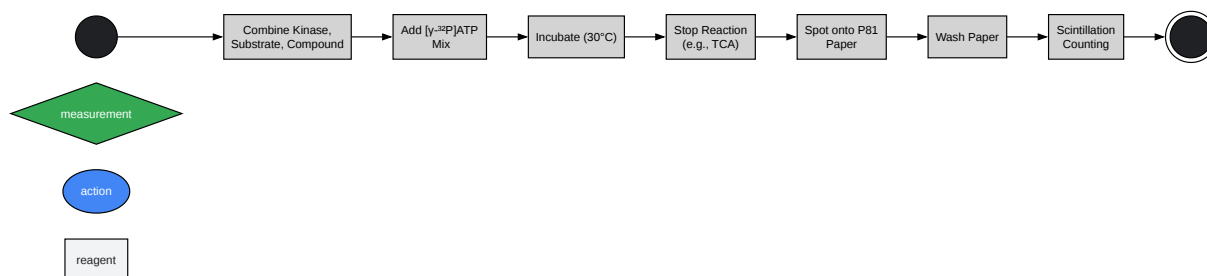 Combine Kinase,
Substrate, Compound
Add [γ-³²P]ATP
Mix
Incubate (30°C)
Stop Reaction
(e.g., TCA)
Spot onto P81
Paper
Wash Paper
Scintillation
Counting
measurement
action
reagent